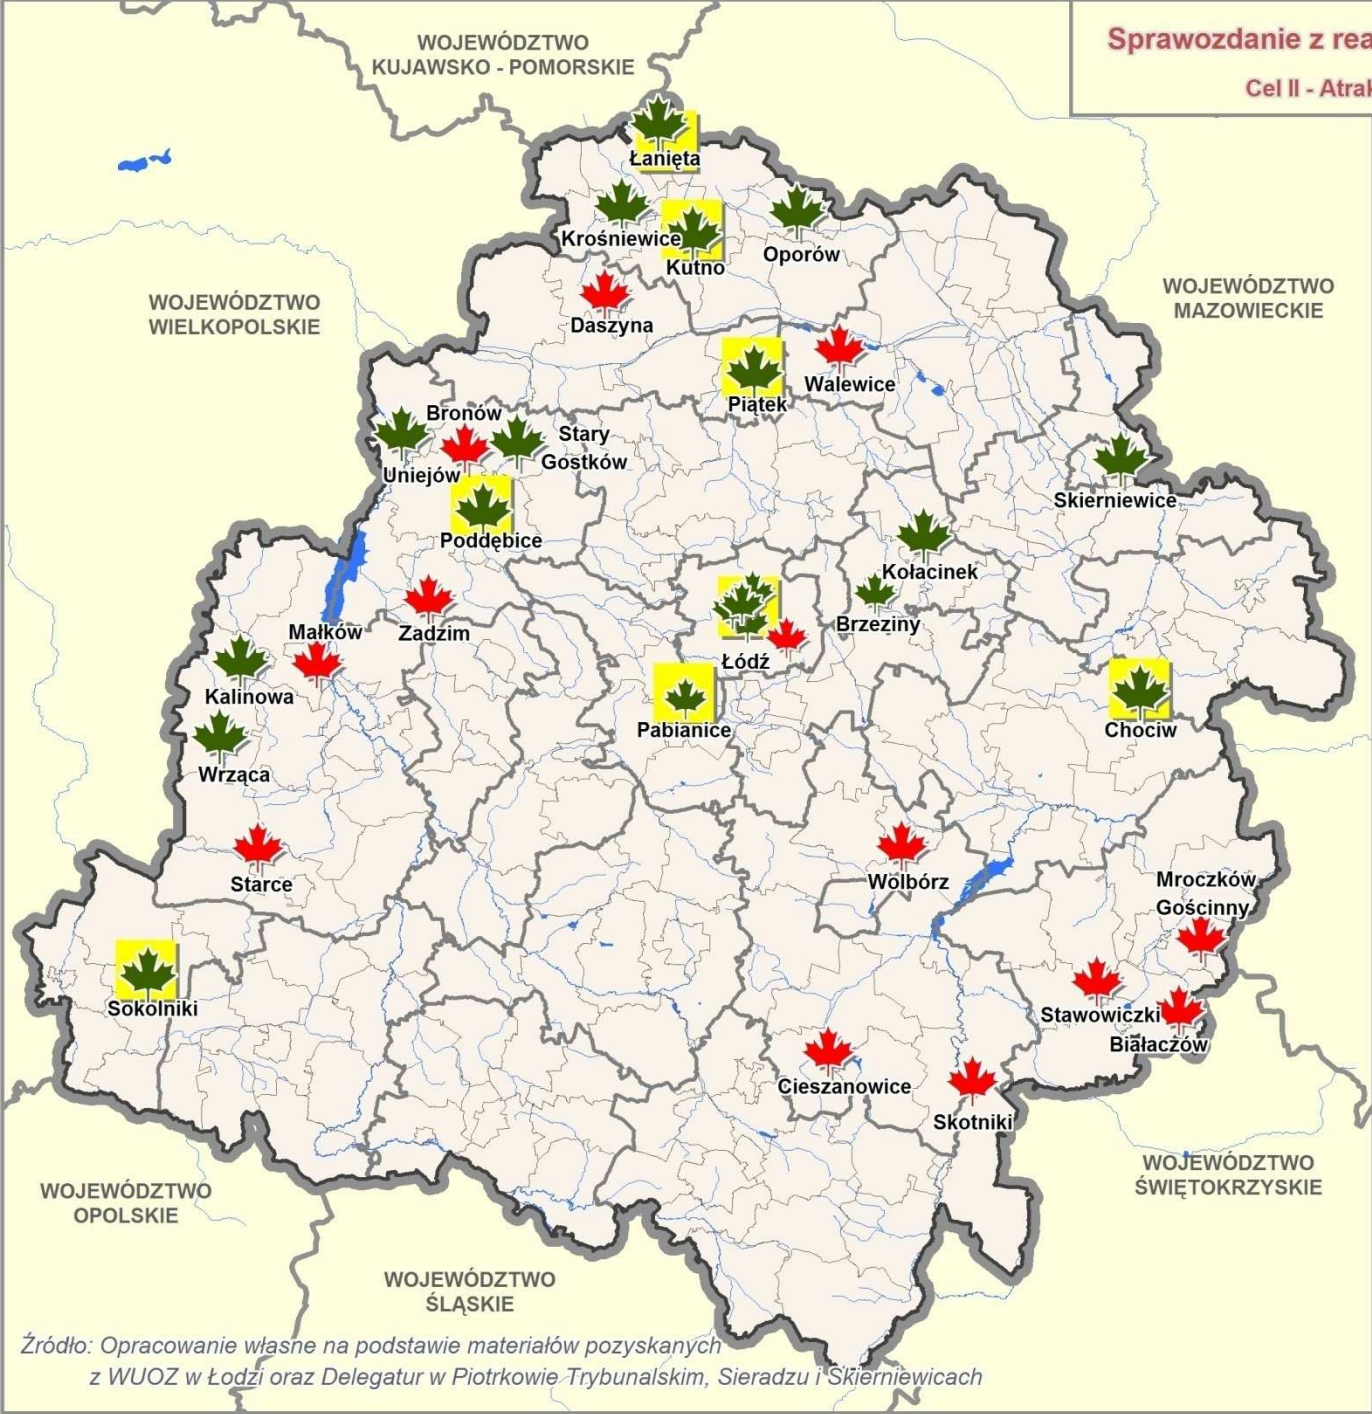 Sprawozdanie z rea
Cel II - Atrak
WOJEWÓDZTWO
KUJAWSKO - POMORSKIE
Łanięta
Krośniewice
Kutno
Oporów
WOJEWÓDZTWO
MAZOWIECKIE
WOJEWÓDZTWO
WIELKOPOLSKIE
Daszyna
Walewice
Piątek
Bronów
Stary
Gostków
Uniejów
Skierniewice
Poddębice
Kołacinek
Brzeziny
Małków
Zadzim
Łódź
Kalinowa
Pabianice
Chociw
Wrząca
Starce
Wolbórz
Mroczków
Gościnny
Sokolniki
Stawowiczki
Białaczów
Cieszanowice
Skotniki
WOJEWÓDZTWO
ŚWIĘTOKRZYSKIE
WOJEWÓDZTWO
OPOLSKIE
WOJEWÓDZTWO
ŚLĄSKIE
Źródło: Opracowanie własne na podstawie materiałów pozyskanych
z WUOZ w Łodzi oraz Delegatur w Piotrkowie Trybunalskim, Sieradzu i Skierniewicach